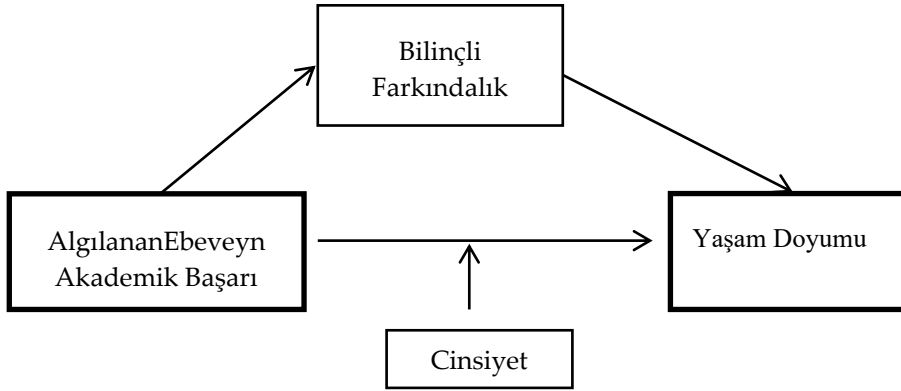 Bilinçli
Farkındalık
AlgılananEbeveyn
Akademik Başarı
Yaşam Doyumu
Cinsiyet